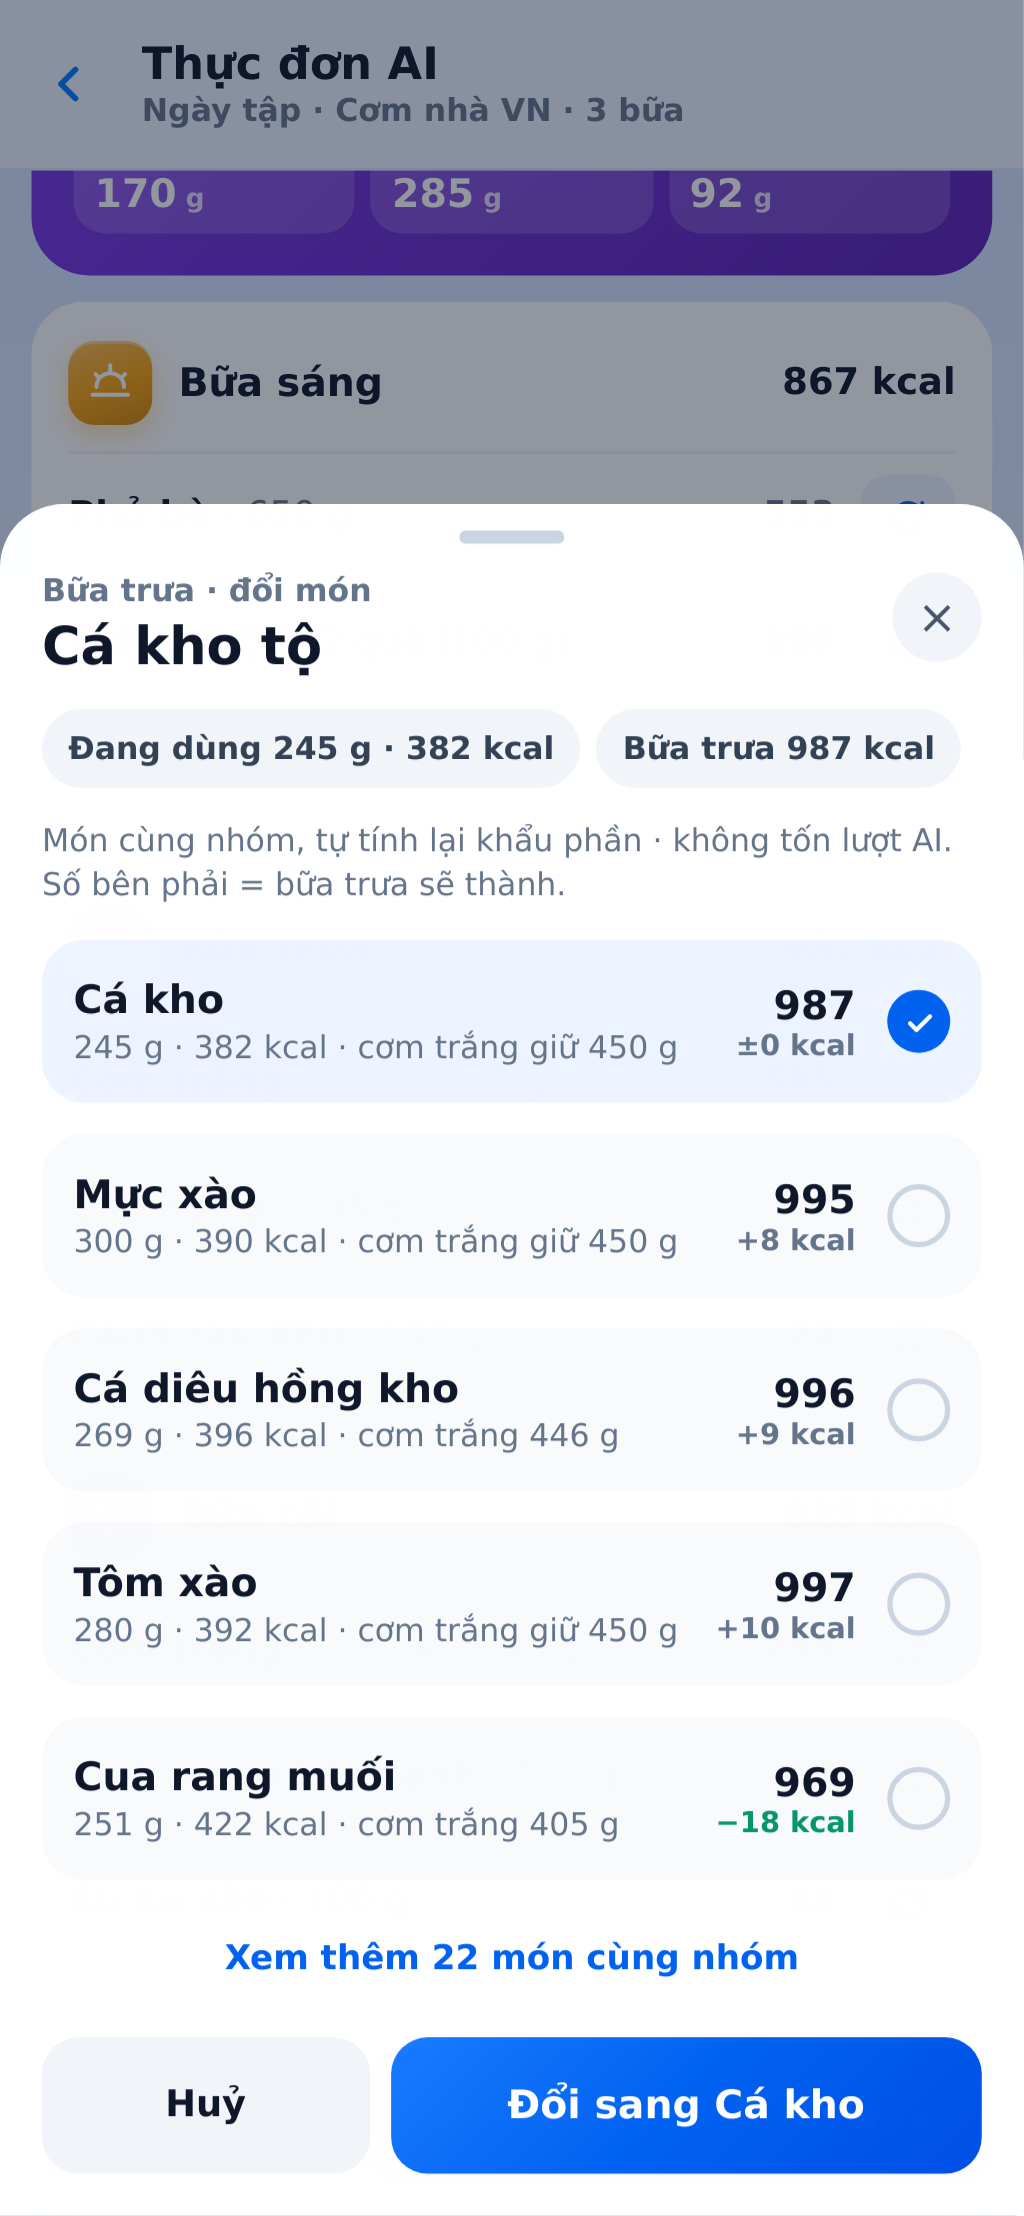 Thực đơn AI
Ngày tập · Cơm nhà VN · 3 bữa
170 g
285 g
92 g
Bữa sáng
867 kcal
Bữa trưa · đổi món
Cá kho tộ
Đang dùng 245 g · 382 kcal
Bữa trưa 987 kcal
Món cùng nhóm, tự tính lại khẩu phần · không tốn lượt AI.
Số bên phải = bữa trưa sẽ thành.
Cá kho
987
245 g · 382 kcal · cơm trắng giữ 450 g
±0 kcal
Mực xào
995
300 g · 390 kcal · cơm trắng giữ 450 g
+8 kcal
Cá diêu hồng kho
996
269 g · 396 kcal · cơm trắng 446 g
+9 kcal
Tôm xào
997
280 g · 392 kcal · cơm trắng giữ 450 g
+10 kcal
Cua rang muối
969
251 g · 422 kcal · cơm trắng 405 g
−18 kcal
Xem thêm 22 món cùng nhóm
Huỷ
Đổi sang Cá kho